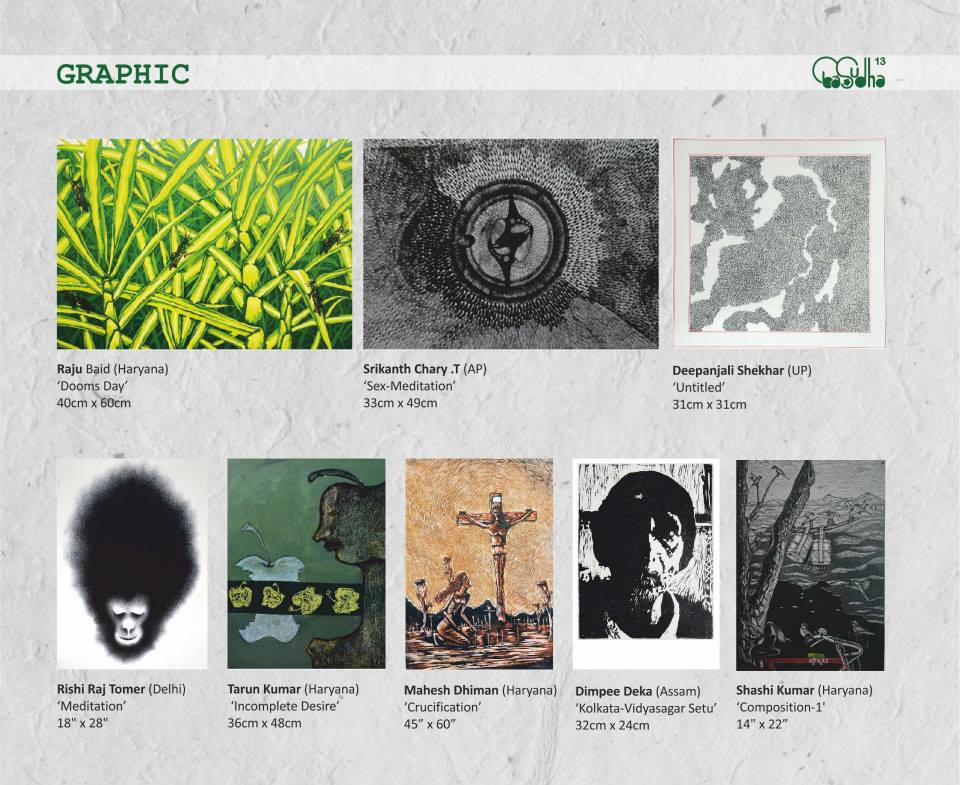 GRAPHIC
13
Raju Baid (Haryana)
‘Dooms Day’
40cm x 60cm
Srikanth Chary .T (AP)
‘Sex-Meditation’
33cm x 49cm
Deepanjali Shekhar (UP)
‘Untitled’
31cm x 31cm
Rishi Raj Tomer (Delhi)
‘Meditation’
18" x 28"
Tarun Kumar (Haryana)
‘Incomplete Desire’
36cm x 48cm
Mahesh Dhiman (Haryana)
‘Crucification’
45” x 60”
Dimpee Deka (Assam)
‘Kolkata-Vidyasagar Setu’
32cm x 24cm
Shashi Kumar (Haryana)
‘Composition-1'
14" x 22”